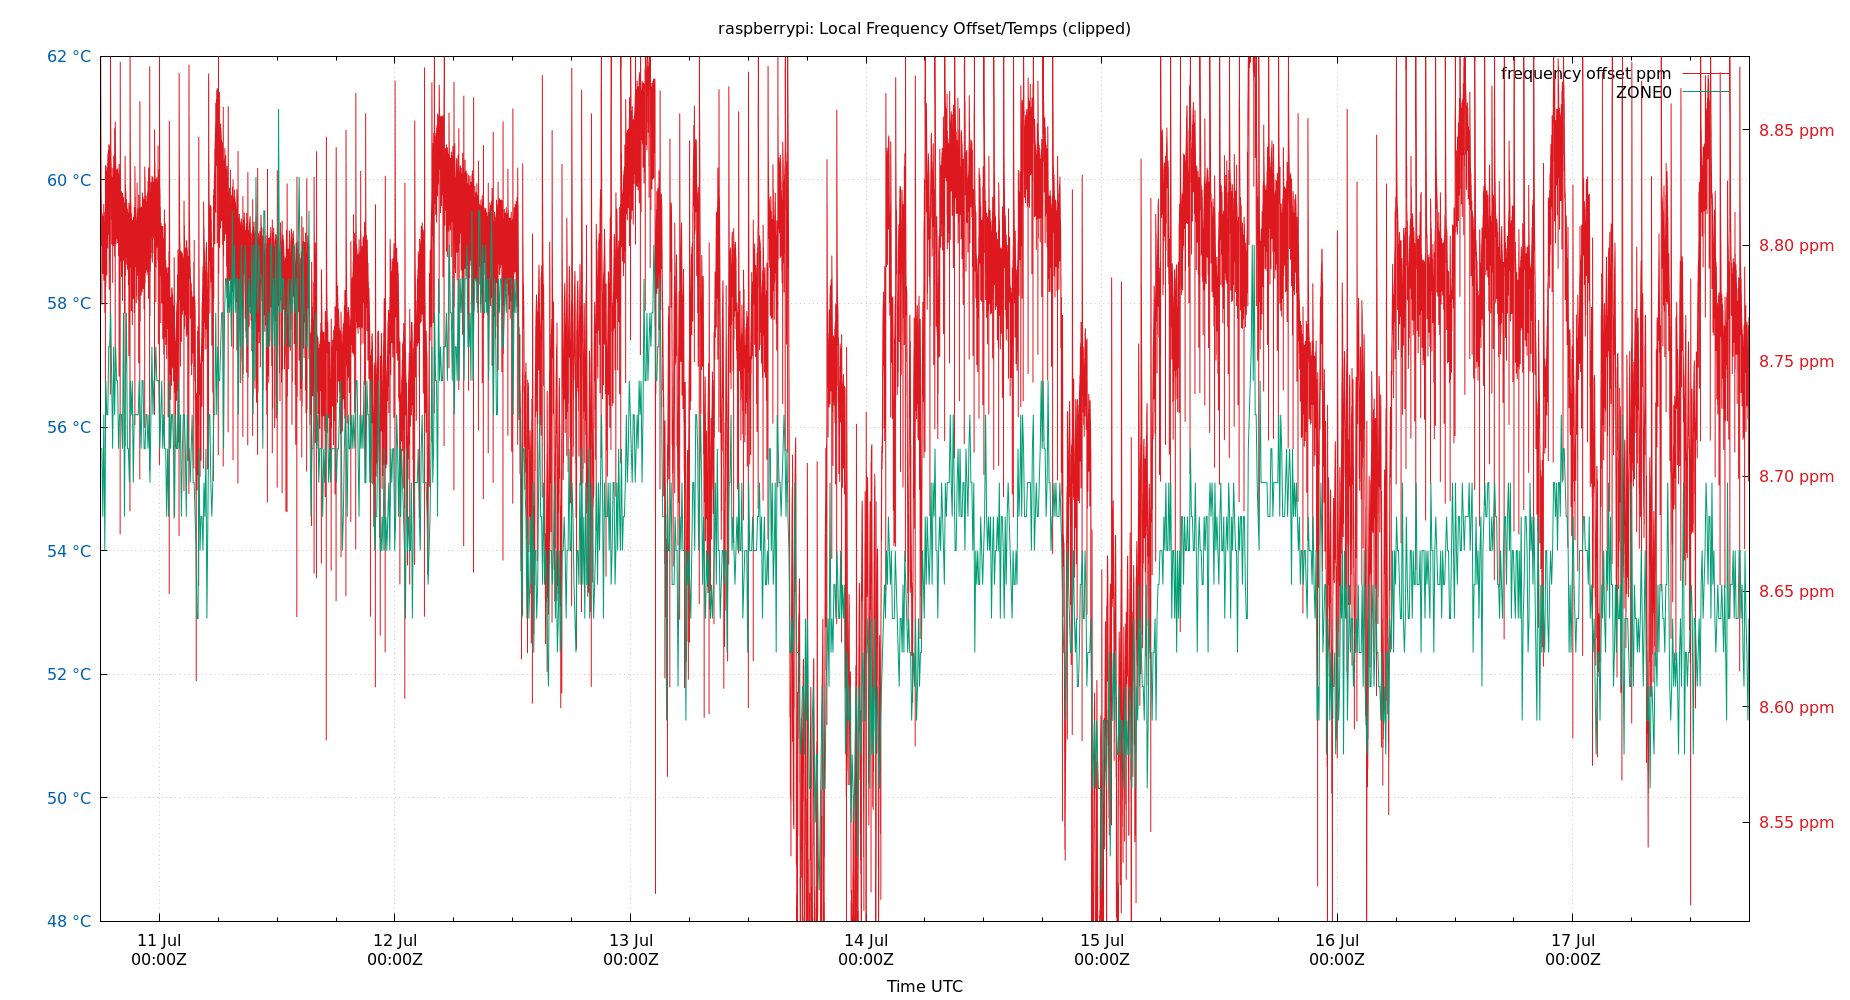 raspberrypi: Local Frequency Offset/Temps (clipped)
62 °C
60 °C
58 °C
56 °C
54 °C
52 °C
50 °C
48 °C
frequency offset ppm
ZONE0
8.85 ppm
8.80 ppm
8.75 ppm
8.70 ppm
8.65 ppm
8.60 ppm
8.55 ppm
11 Jul
00:00Z
12 Jul
00:00Z
13 Jul
00:00Z
14 Jul
00:00Z
15 Jul
00:00Z
16 Jul
00:00Z
17 Jul
00:00Z
Time UTC